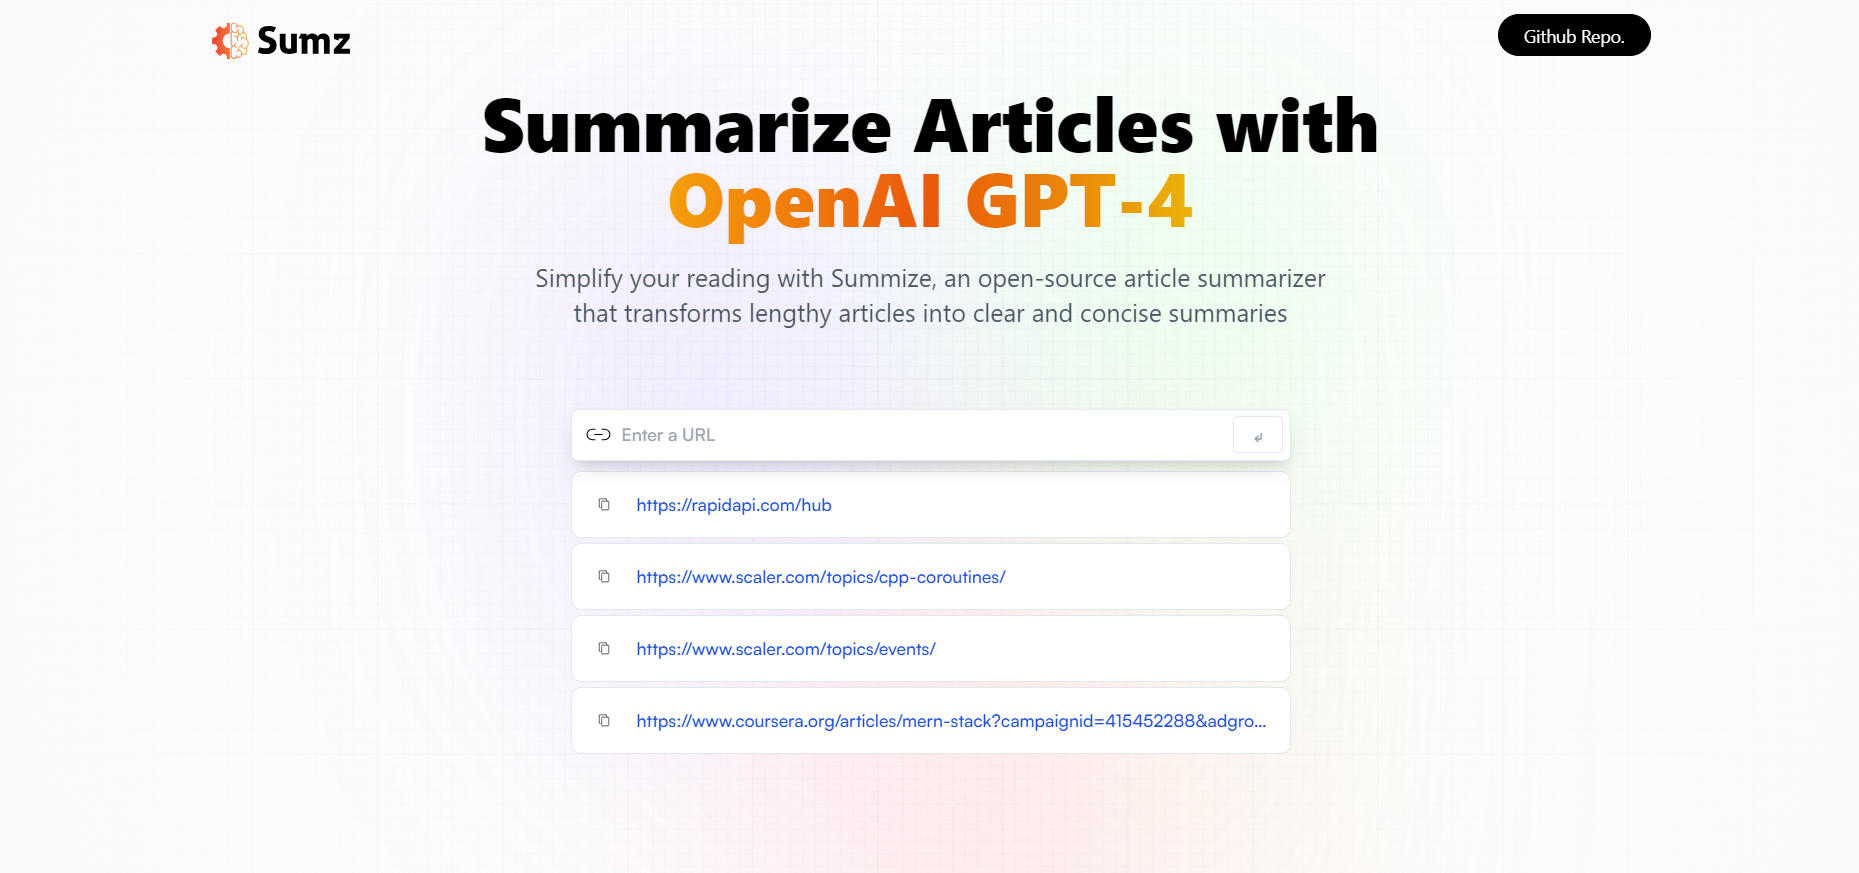 Sumz
Github Repo.
Summarize Articles with
OpenAI GPT-4
Simplify your reading with Summize, an open-source article summarizer
that transforms lengthy articles into clear and concise summaries
Enter a URL
https://rapidapi.com/hub
https://www.scaler.com/topics/cpp-coroutines/
https://www.scaler.com/topics/events/
https://www.coursera.org/articles/mern-stack?campaignid=415452288&adgro...